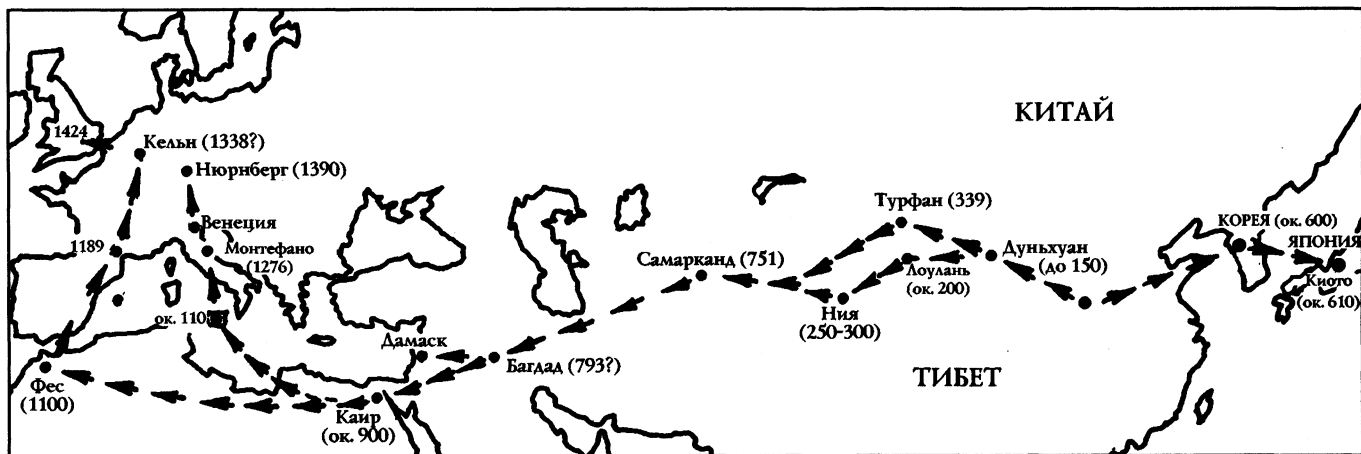 КИТАЙ
1424
Кельн (1338?)
Нюрнберг (1390)
Турфан (339)
Венеция
КОРЕЯ (ок. 600)
1189
Монтефано
(1276)
Самарканд (751)
Дуньхуан
(до 150)
ЯПОНИЯ
Лоулань
(ок. 200)
Киото
(ок. 610)
ок. 110
Ния
(250-300)
Дамаск
Багдад (793?)
ТИБЕТ
Фес
(1100)
Каир
(ок. 900)